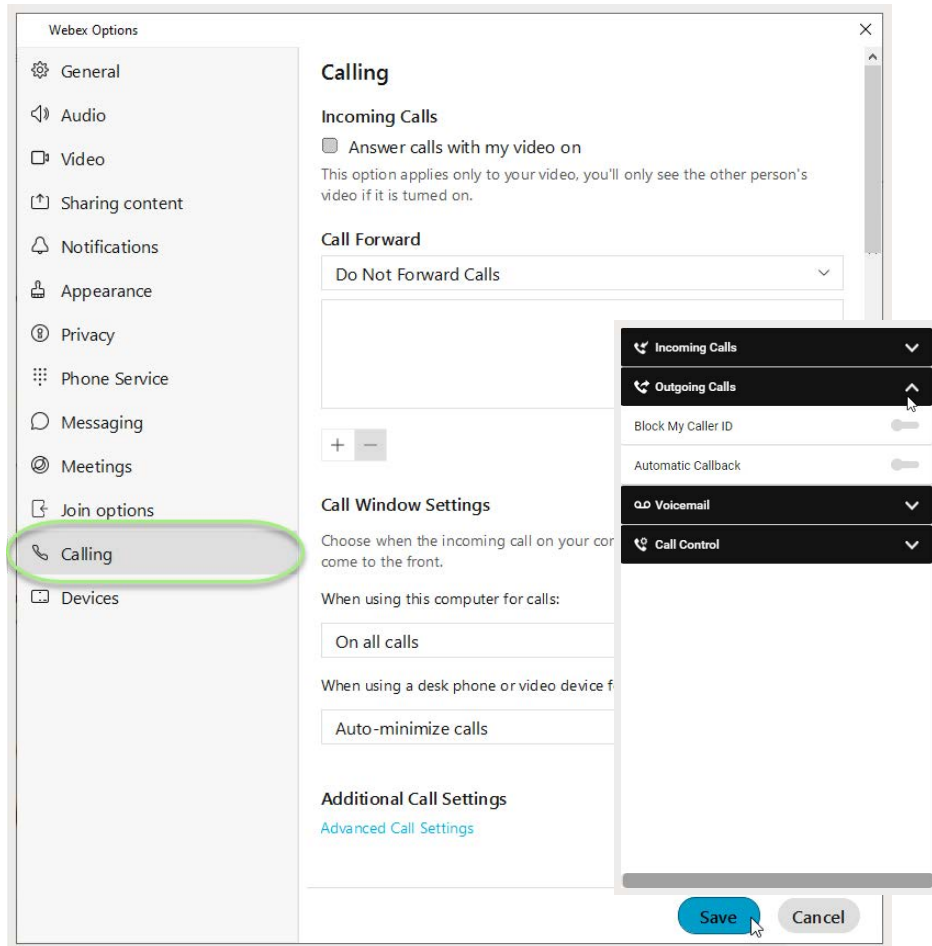 Webex Options
General
Audio
Video
Sharing content
Notifications
Appearance
Privacy
Phone Service
Messaging
Meetings
Join options
Calling
Devices
Calling
Incoming Calls
Answer calls with my video on
This option applies only to your video, you'll only see the other person's
video if it is turned on.
Call Forward
Do Not Forward Calls
Call Window Settings
Choose when the incoming call on your
come to the front.
When using this computer for calls:
On all calls
When using a desk phone or video device
Auto-minimize calls
Additional Call Settings
Advanced Call Settings
Save
Cancel
Incoming Calls
Outgoing Calls
Block My Caller ID
Automatic Callback
Voicemail
Call Control